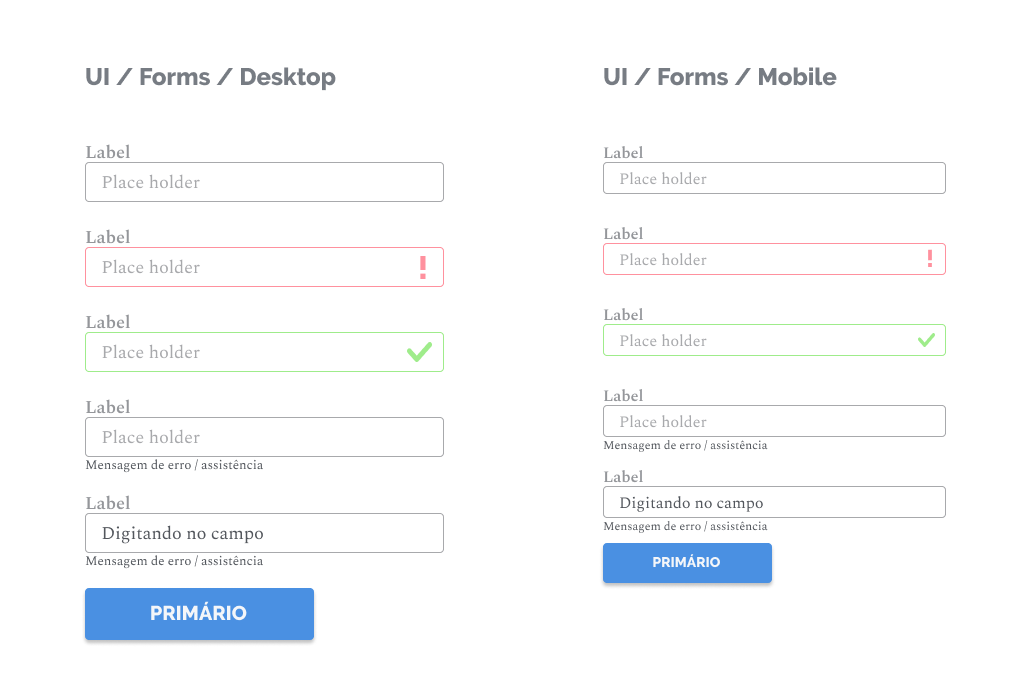 UI / Forms / Desktop
Label
Place holder
Label
Place holder
!
Label
Place holder
Label
Place holder
Mensagem de erro / assistência
Label
Digitando no campo
Mensagem de erro / assistência
PRIMÁRIO
UI / Forms / Mobile
Label
Place holder
Label
Place holder
!
Label
Place holder
Label
Place holder
Mensagem de erro / assistência
Label
Digitando no campo
Mensagem de erro / assistência
PRIMÁRIO